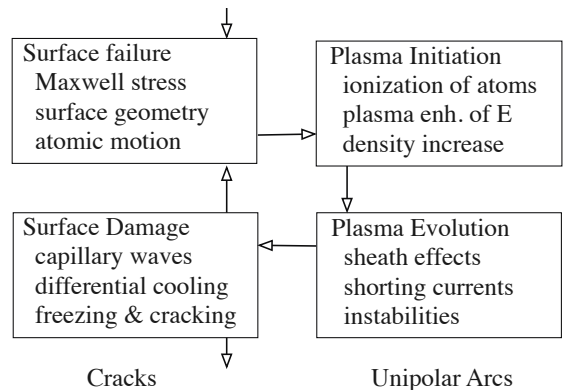 Surface failure
Maxwell stress
surface geometry
atomic motion
Plasma Initiation
ionization of atoms
plasma enh. of E
density increase
Surface Damage
capillary waves
differential cooling
freezing & cracking
Plasma Evolution
sheath effects
shorting currents
instabilities
Cracks
Unipolar Arcs